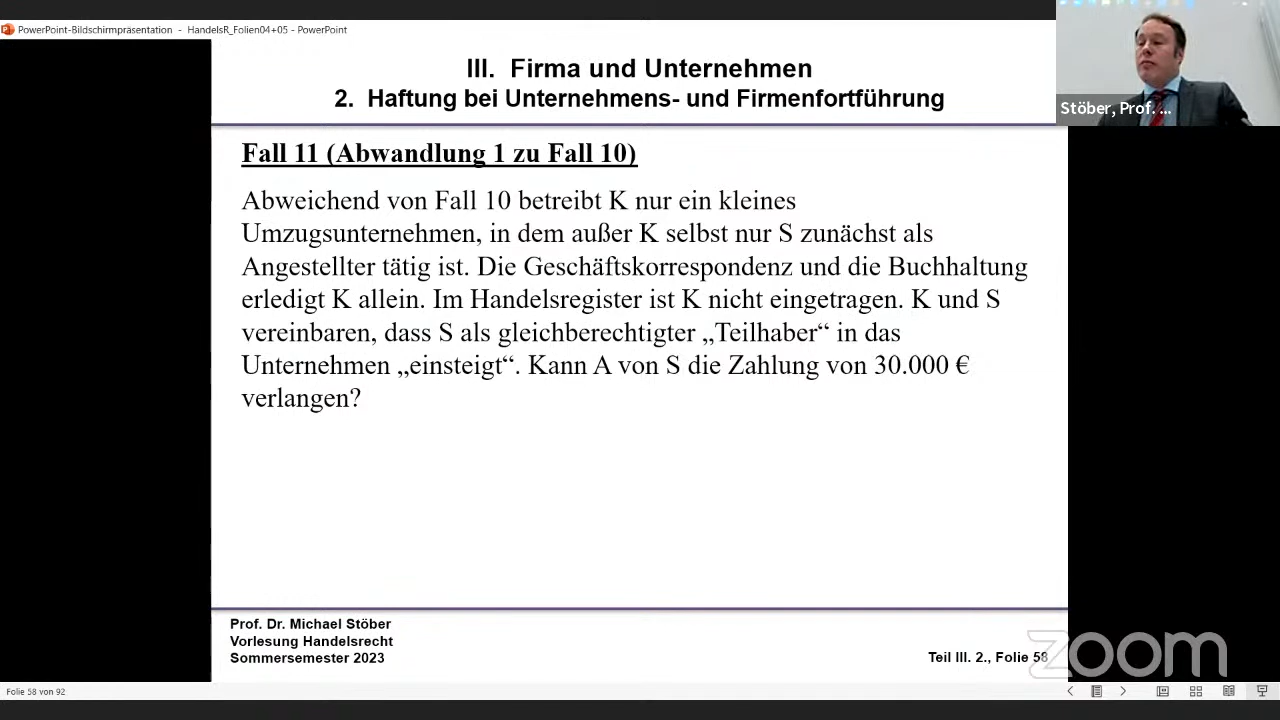 PowerPoint-Bildschirmpräsentation - HandelsR_Folien04+05 - PowerPoint
III. Firma und Unternehmen
2. Haftung bei Unternehmens- und Firmenfortführung
Stöber, Prof. ...
Fall 11 (Abwandlung 1 zu Fall 10)
Abweichend von Fall 10 betreibt K nur ein kleines
Umzugsunternehmen, in dem außer K selbst nur S zunächst als
Angestellter tätig ist. Die Geschäftskorrespondenz und die Buchhaltung
erledigt K allein. Im Handelsregister ist K nicht eingetragen. K und S
vereinbaren, dass S als gleichberechtigter „Teilhaber“ in das
Unternehmen „einsteigt“. Kann A von S die Zahlung von 30.000 €
verlangen?
Prof. Dr. Michael Stöber
Vorlesung Handelsrecht
Sommersemester 2023
Teil III. 2., Folie 58
zoom
Folie 58 von 92